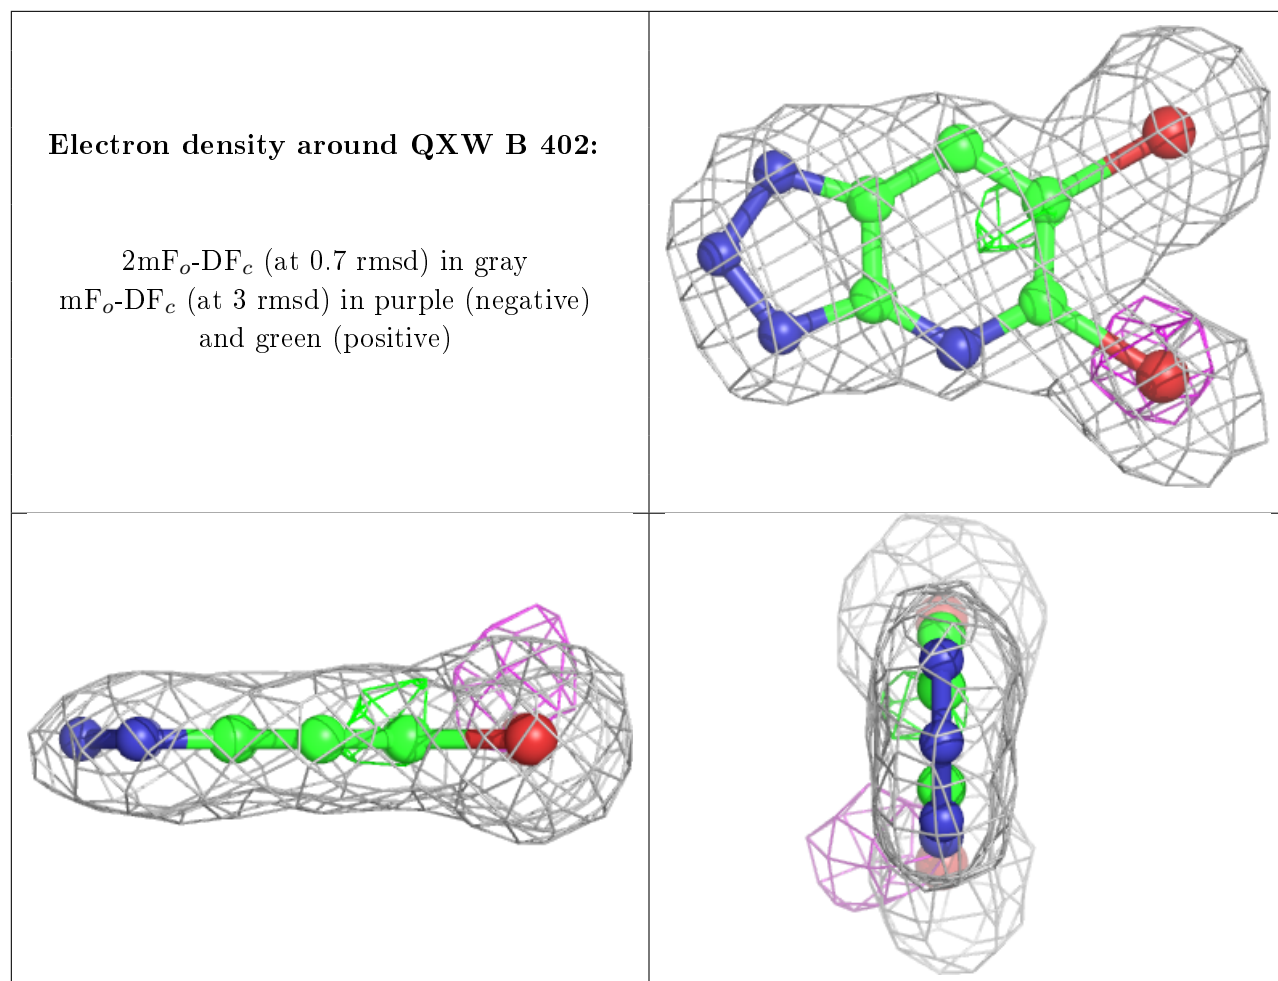 Electron density around QXW B 402:
2mFₒ-DF𝒸 (at 0.7 rmsd) in gray
mFₒ-DF𝒸 (at 3 rmsd) in purple (negative)
and green (positive)